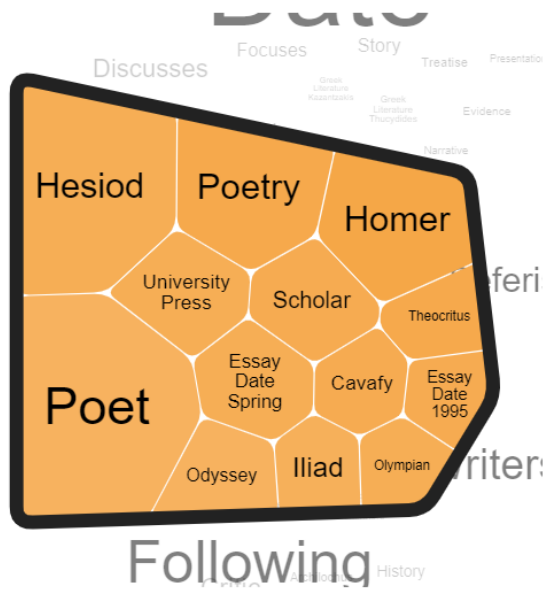 Date
Focuses
Story
Discusses
Treatise
Presentation
Greek
Literature
Kazantzakis
Greek
Literature
Thucydides
Evidence
Narrative
Hesiod
Poetry
Homer
University
Press
Scholar
Theocritus
Essay
Date
Spring
Cavafy
Essay
Date
1995
Poet
Odyssey
Iliad
Olympian
Following
History